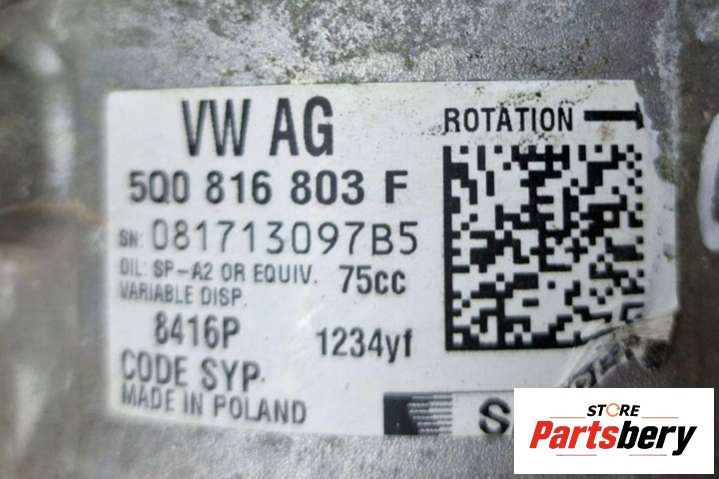 VW AG
ROTATION
5Q0 816 803 F
SN: 081713097B5
OIL: SP-A2 OR EQUIV. 75cc
VARIABLE DISP.
8416P 1234yf
CODE SYP
MADE IN POLAND
STORE
Partsbery